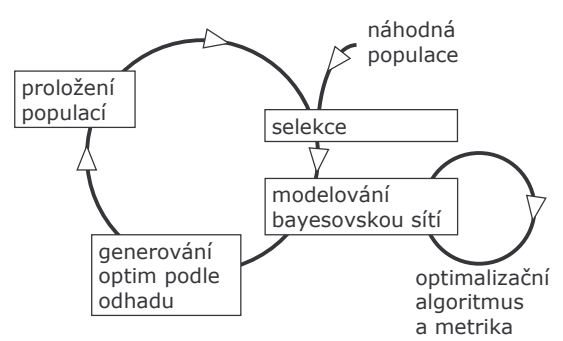 náhodná
populace
proložení
populací
selekce
modelování
bayesovskou sítí
generování
optim podle
odhadu
optimalizační
algoritmus
a metrika